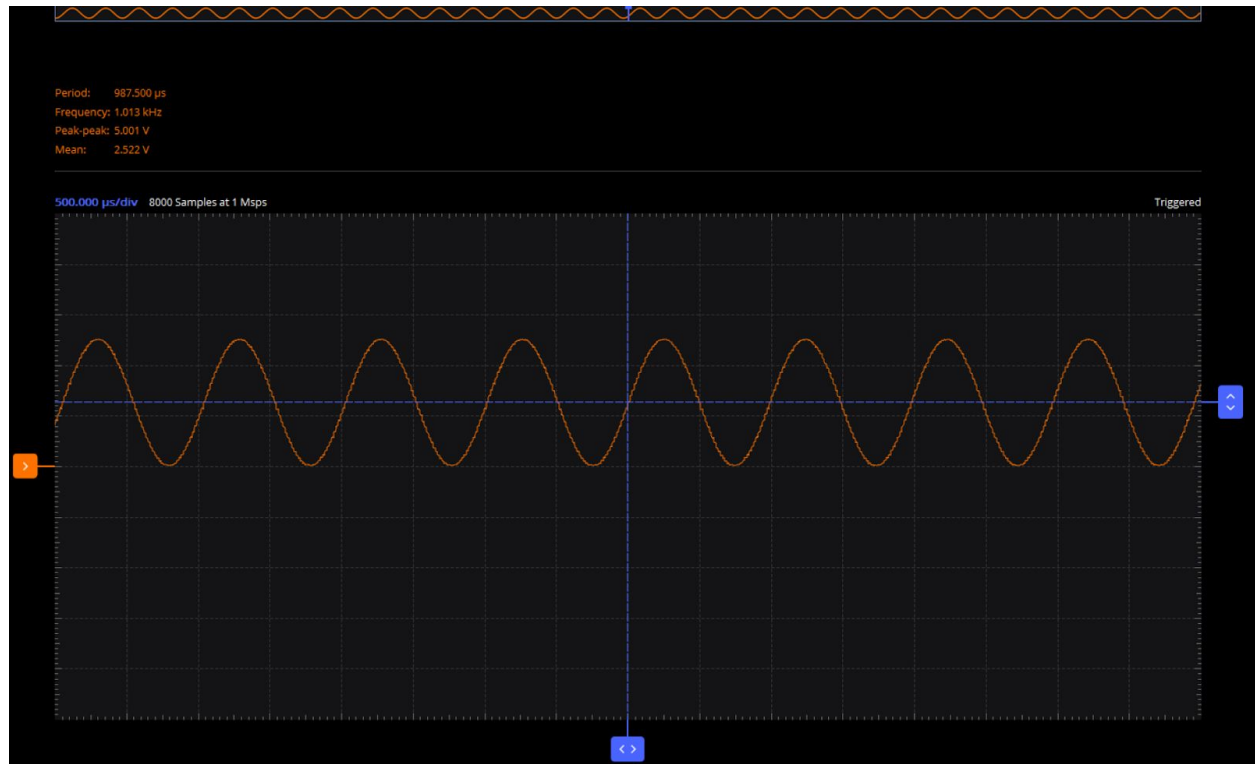 Period: 987.500 µs
Frequency: 1.013 kHz
Peak-peak: 5.001 V
Mean: 2.522 V
500.000 µs/div 8000 Samples at 1 Msps Triggered